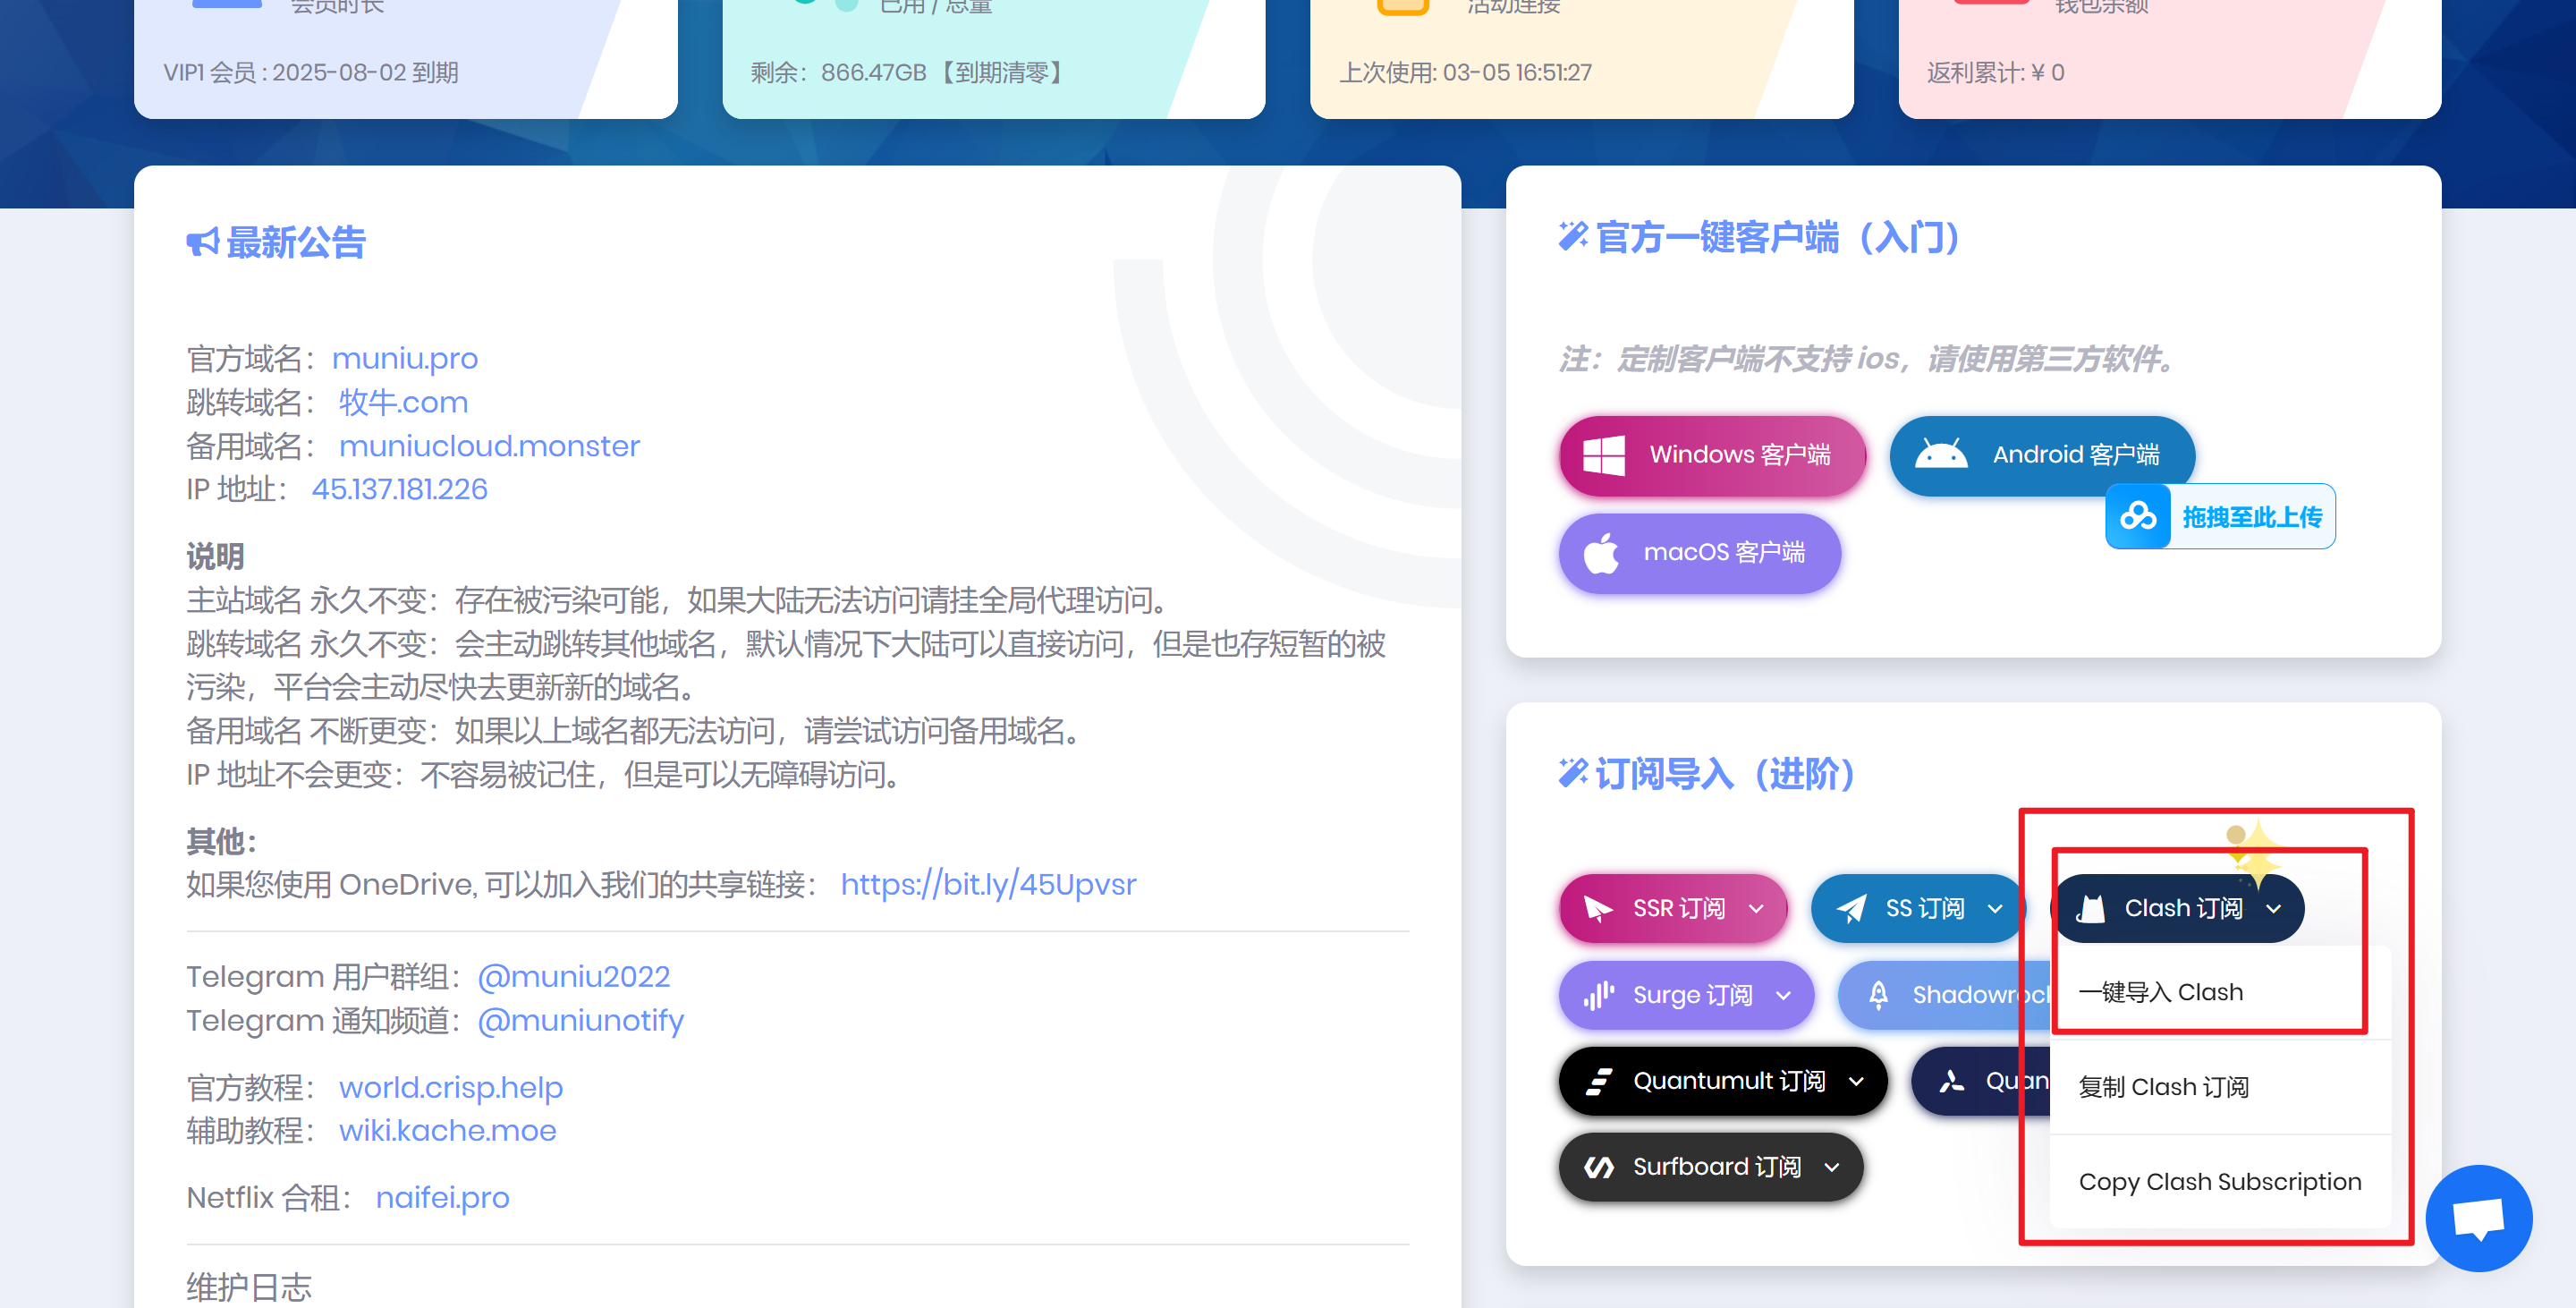 会员时长
已用 / 总量
活动连接
钱包余额
VIP1 会员 : 2025-08-02 到期
剩余：866.47GB 【到期清零】
上次使用: 03-05 16:51:27
返利累计: ¥ 0
最新公告
官方域名：muniu.pro
跳转域名： 牧牛.com
备用域名： muniucloud.monster
IP 地址： 45.137.181.226
说明
主站域名 永久不变：存在被污染可能，如果大陆无法访问请挂全局代理访问。
跳转域名 永久不变：会主动跳转其他域名，默认情况下大陆可以直接访问，但是也存短暂的被
污染，平台会主动尽快去更新新的域名。
备用域名 不断更变：如果以上域名都无法访问，请尝试访问备用域名。
IP 地址不会更变：不容易被记住，但是可以无障碍访问。
其他：
如果您使用 OneDrive, 可以加入我们的共享链接： https://bit.ly/45Upvsr
Telegram 用户群组：@muniu2022
Telegram 通知频道：@muniunotify
官方教程： world.crisp.help
辅助教程： wiki.kache.moe
Netflix 合租： naifei.pro
维护日志
官方一键客户端（入门）
注：定制客户端不支持 ios，请使用第三方软件。
Windows 客户端
Android 客户端
拖拽至此上传
macOS 客户端
订阅导入（进阶）
SSR 订阅
SS 订阅
Clash 订阅
Surge 订阅
Shadowroc
一键导入 Clash
Quantumult 订阅
Quan
复制 Clash 订阅
Surfboard 订阅
Copy Clash Subscription